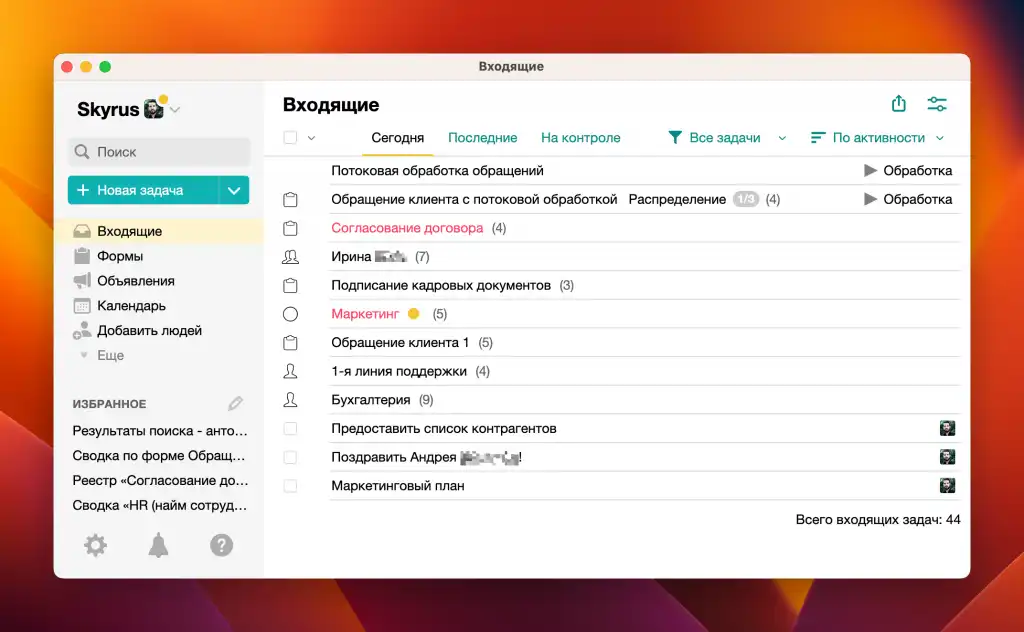 Входящие
Skyrus
Поиск
+ Новая задача
Входящие
Формы
Объявления
Календарь
Добавить людей
Еще
ИЗБРАННОЕ
Результаты поиска - анто...
Сводка по форме Обращ...
Реестр «Согласование до...
Сводка «HR (найм сотруд...
?
Входящие
Сегодня Последние На контроле Все задачи По активности
Потоковая обработка обращений Обработка
Обращение клиента с потоковой обработкой Распределение 1/3 (4) Обработка
Согласование договора (4)
Ирина (7)
Подписание кадровых документов (3)
Маркетинг (5)
Обращение клиента 1 (5)
1-я линия поддержки (4)
Бухгалтерия (9)
Предоставить список контрагентов
Поздравить Андрея !
Маркетинговый план
Всего входящих задач: 44